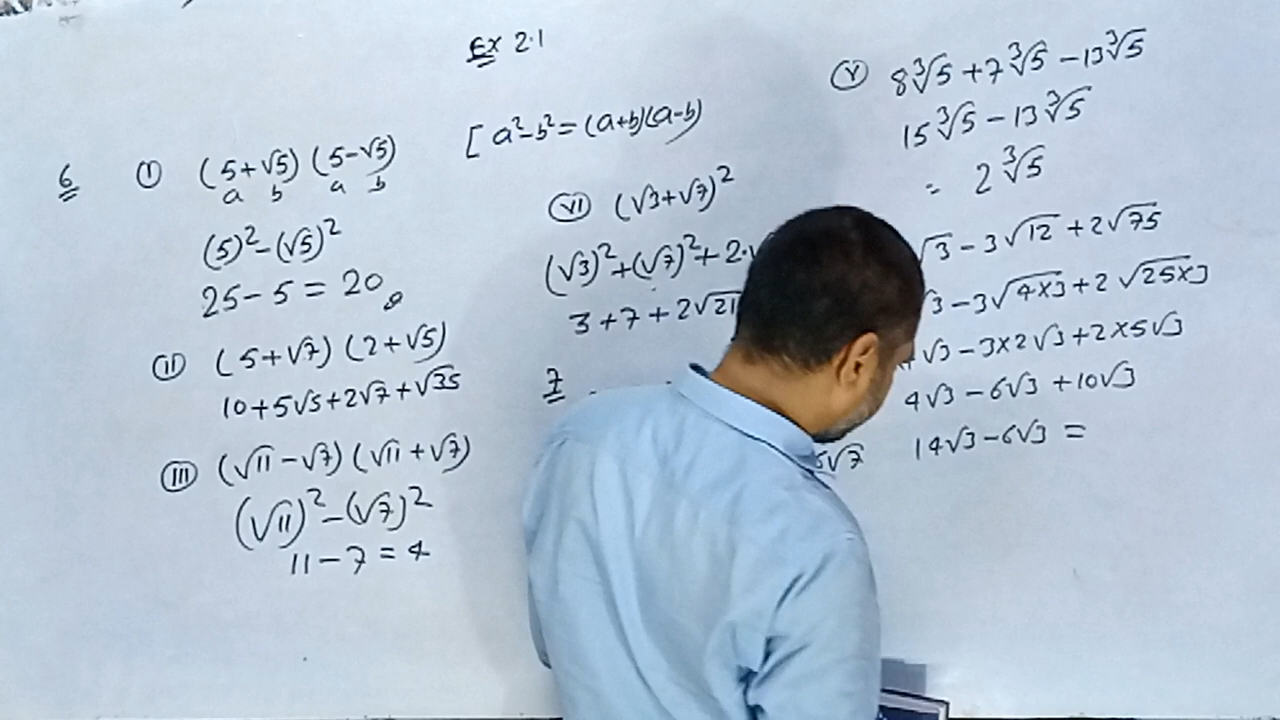 Ex 2.1
6 (i) (5+√5) (5-√5)
a b a b
(5)²-(√5)²
25-5=20
(ii) (5+√7) (2+√5)
10+5√5+2√7+√35
(iii) (√11-√7) (√11+√7)
(√11)²-(√7)²
11-7=4
[a²-b²=(a+b)(a-b)
(vi) (√3+√7)²
(√3)²+(√7)²+2.
3+7+2√21
7
√7
(v) 8∛5+7∛5-13∛5
15∛5-13∛5
= 2∛5
√3-3√12+2√75
√3-3√4×3+2√25×3
√3-3×2√3+2×5√3
4√3-6√3+10√3
14√3-6√3=